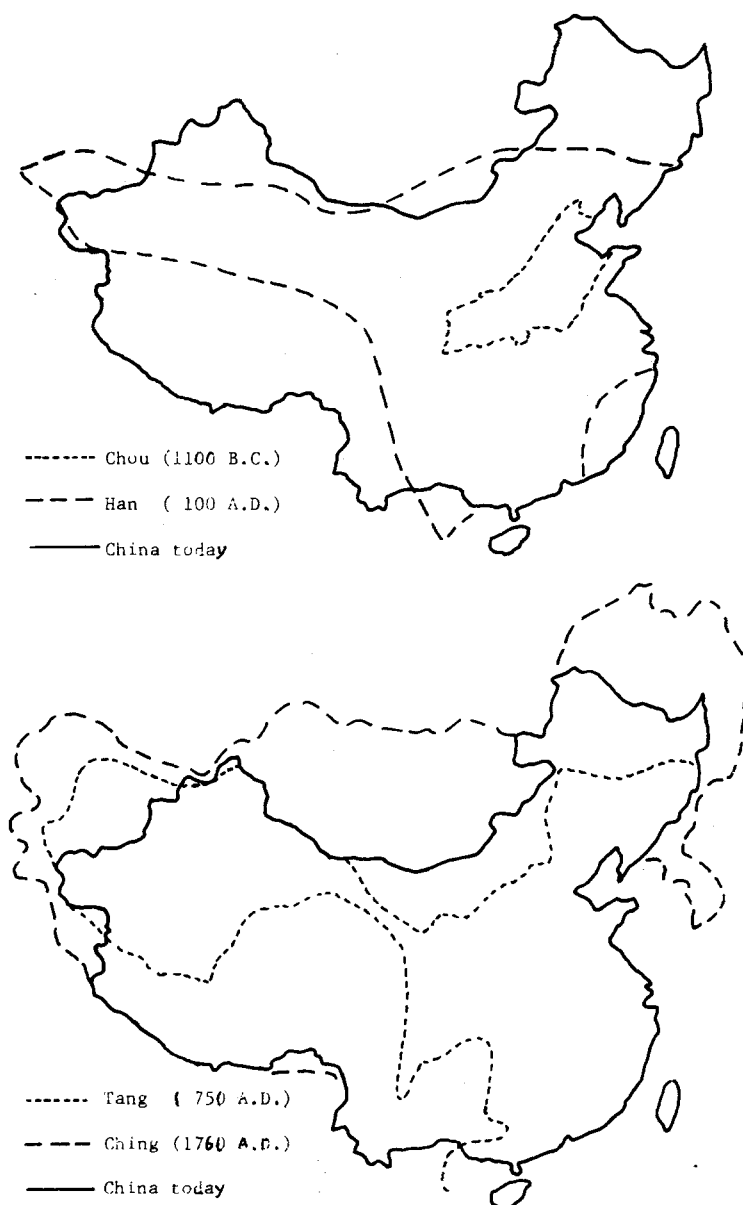 Chou (1100 B.C.)
Han ( 100 A.D.)
China today
Tang ( 750 A.D.)
Ching (1760 A.D.)
China today